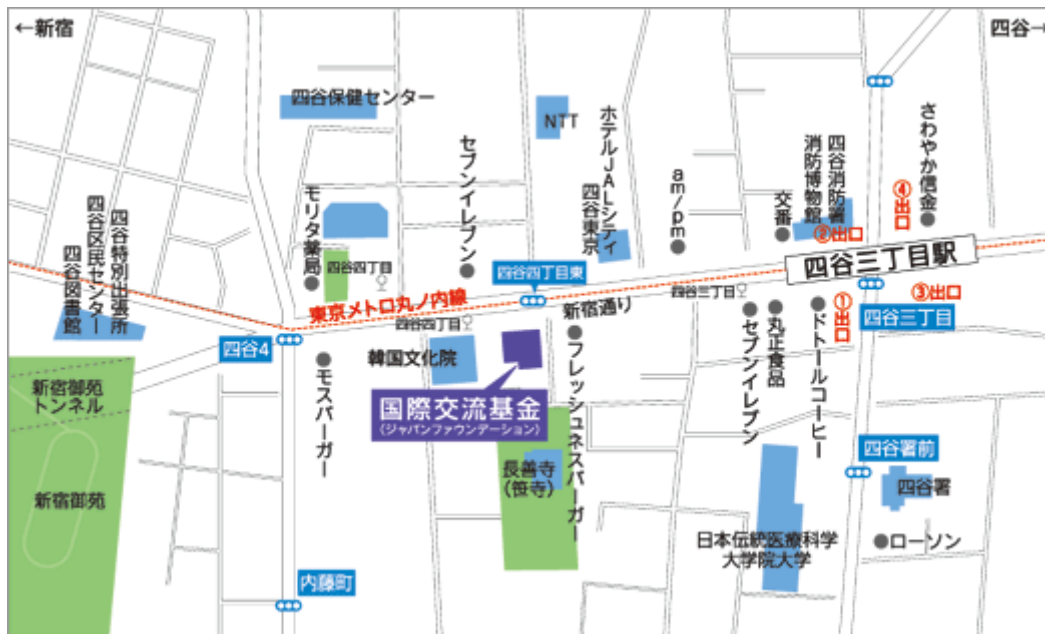 ←新宿
四谷→
四谷保健センター
NTT
ホテルJALシティ
四谷東京
セブンイレブン
am/pm
四谷消防署
消防博物館
交番
②出口
④出口
さわやか信金
モリタ薬局
四谷四丁目
四谷特別出張所
四谷区民センター
四谷図書館
四谷四丁目東
四谷三丁目駅
東京メトロ丸ノ内線
新宿通り
四谷三丁目
①出口
③出口
四谷三丁目
四谷四丁目
四谷4
韓国文化院
モスバーガー
フレッシュネスバーガー
セブンイレブン
丸正食品
ドトールコーヒー
新宿御苑
トンネル
国際交流基金
(ジャパンファウンデーション)
四谷署前
長善寺
(笹寺)
四谷署
新宿御苑
日本伝統医療科学
大学院大学
ローソン
内藤町